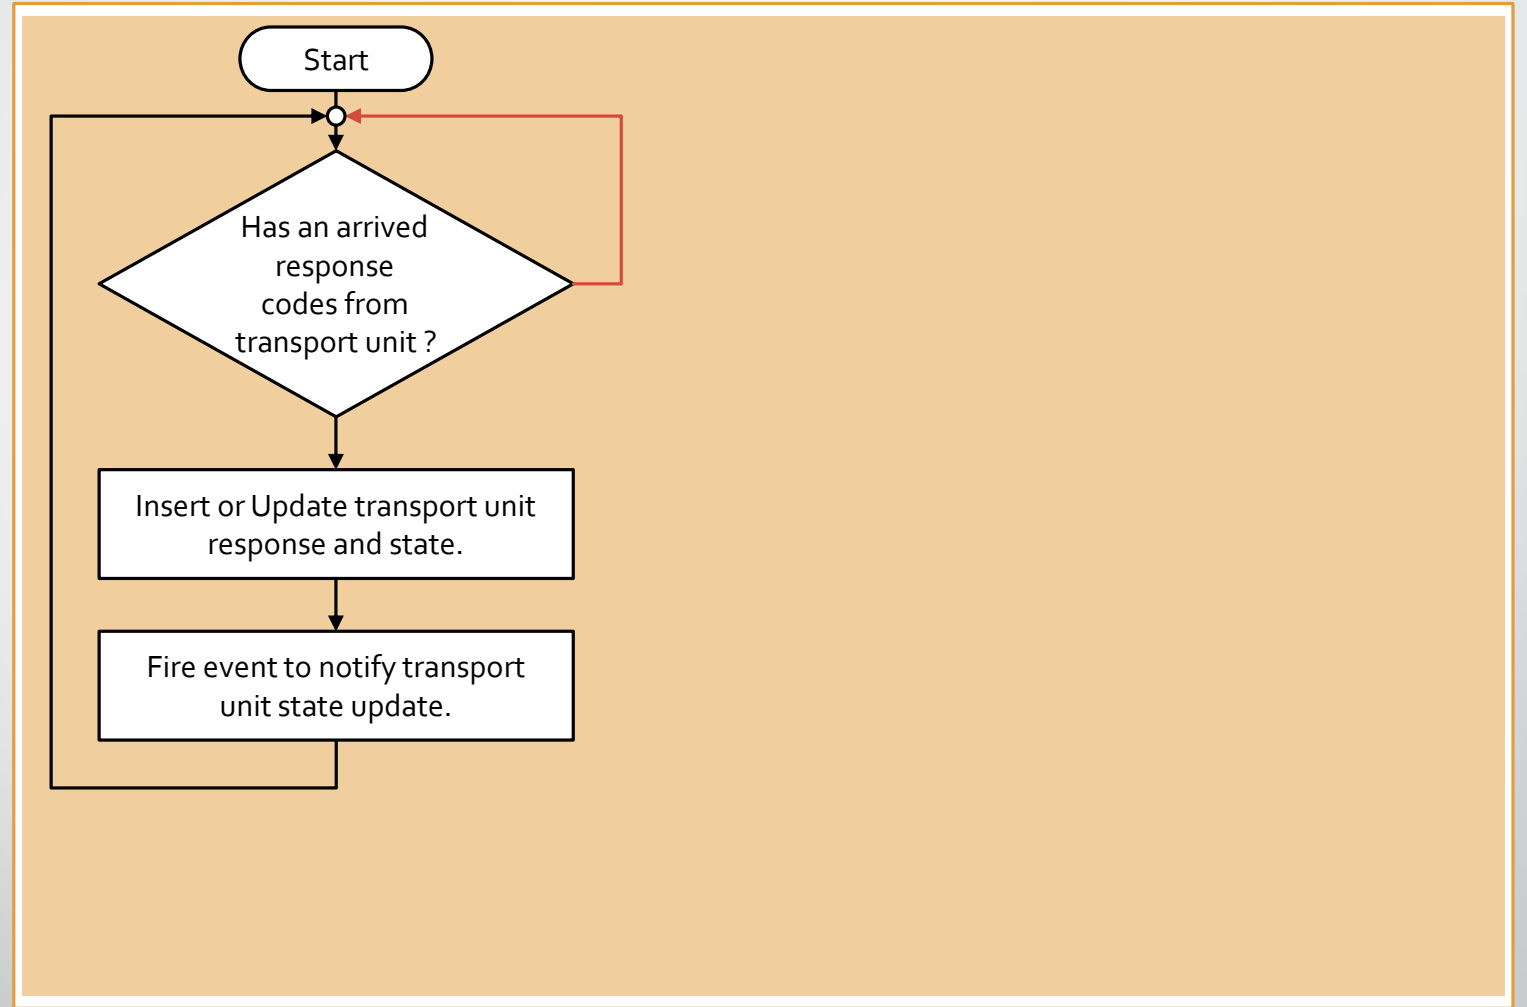 Start
Has an arrived
response
codes from
transport unit ?
Insert or Update transport unit
response and state.
Fire event to notify transport
unit state update.